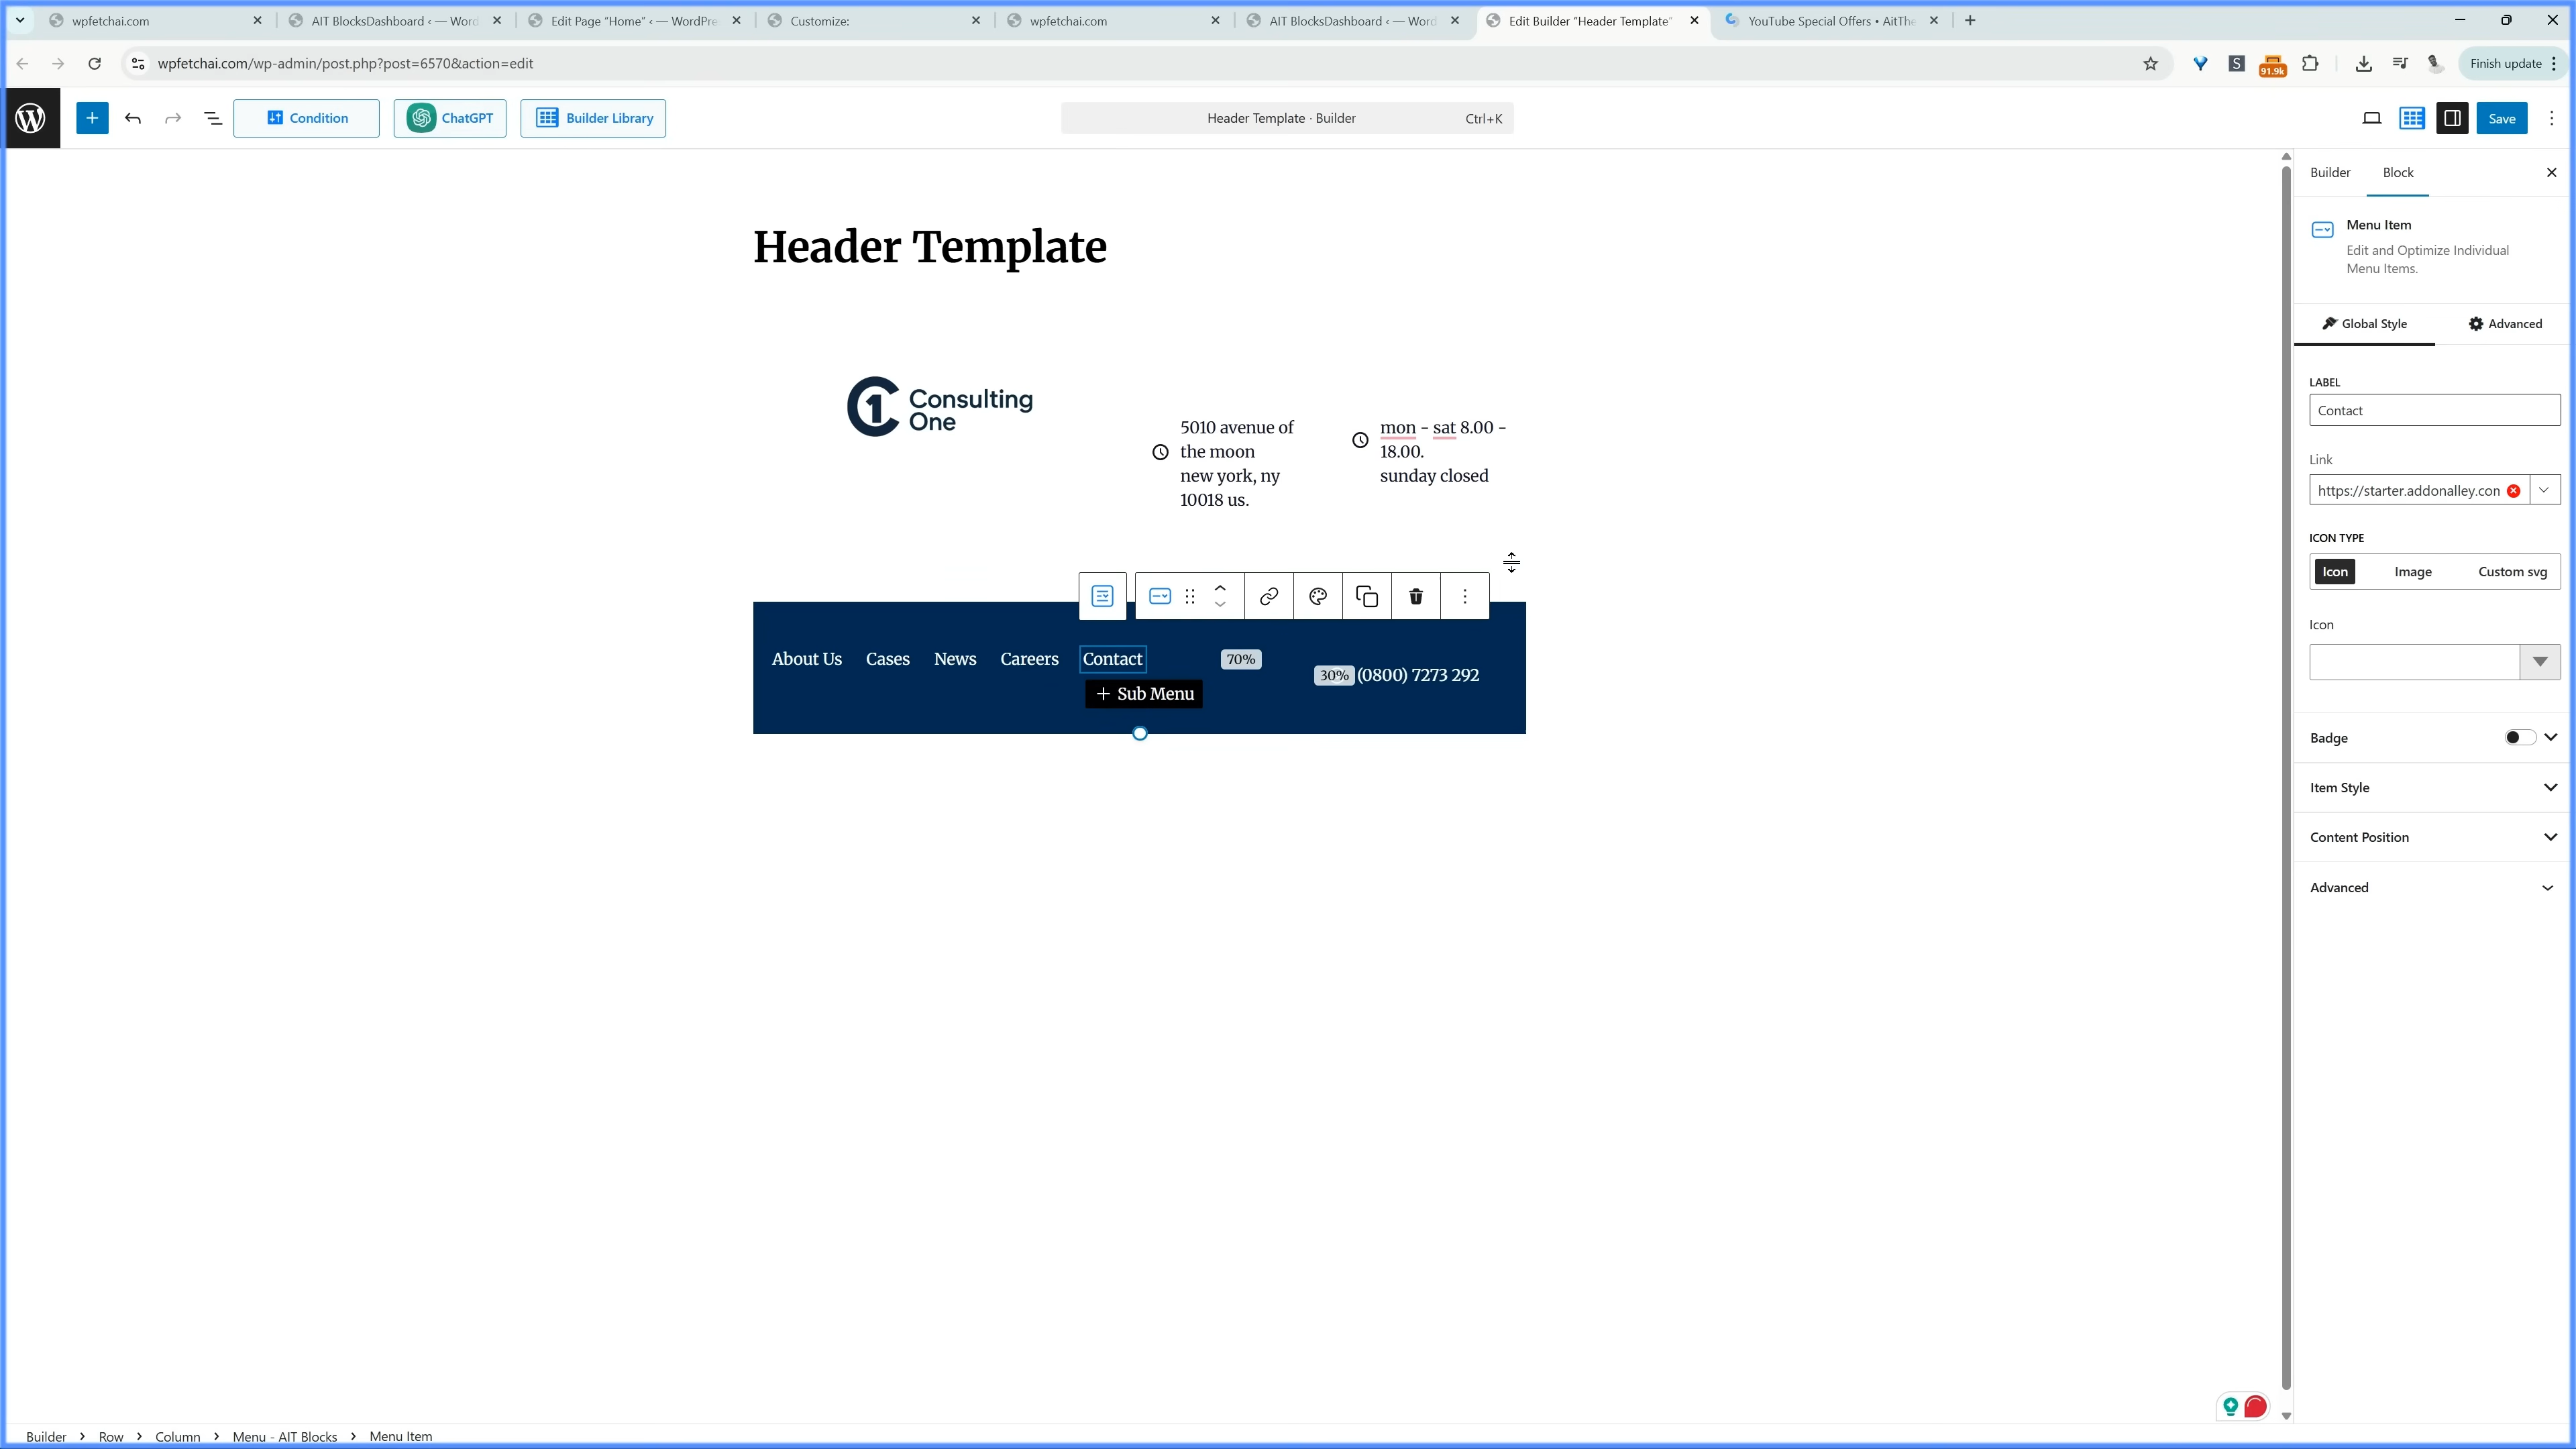 wpfetchai.com
AIT BlocksDashboard ‹ — Word
Edit Page "Home" ‹ — WordPre
Customize:
wpfetchai.com
AIT BlocksDashboard ‹ — Word
Edit Builder "Header Template"
YouTube Special Offers • AitThe
wpfetchai.com/wp-admin/post.php?post=6570&action=edit
S
91.9k
Finish update
Condition
ChatGPT
Builder Library
Header Template · Builder
Ctrl+K
Save
Builder
Block
Menu Item
Edit and Optimize Individual
Menu Items.
Global Style
Advanced
LABEL
Contact
Link
https://starter.addonalley.con
ICON TYPE
Icon
Image
Custom svg
Icon
Badge
Item Style
Content Position
Advanced
Header Template
1 Consulting
One
5010 avenue of
the moon
new york, ny
10018 us.
mon - sat 8.00 -
18.00.
sunday closed
About Us
Cases
News
Careers
Contact
70%
30%
(0800) 7273 292
+ Sub Menu
Builder > Row > Column > Menu - AIT Blocks > Menu Item